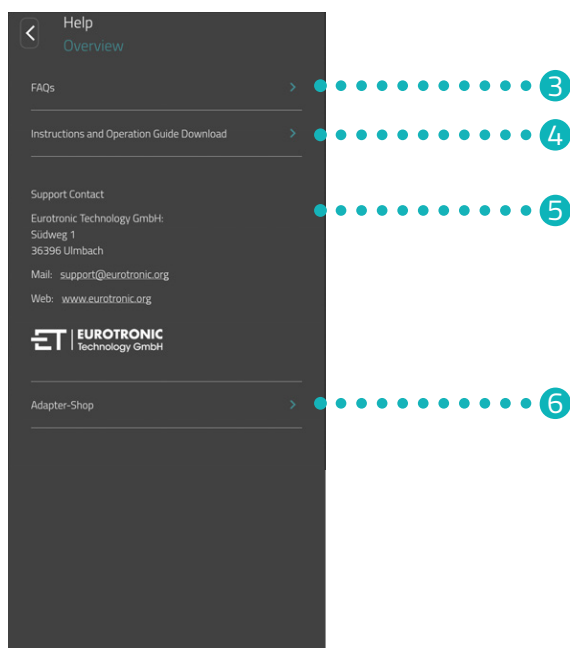 Help
Overview
FAQs
3
Instructions and Operation Guide Download
4
Support Contact
5
Eurotronic Technology GmbH:
Südweg 1
36396 Ulmbach
Mail: support@eurotronic.org
Web: www.eurotronic.org
ET EUROTRONIC
Technology GmbH
Adapter-Shop
6